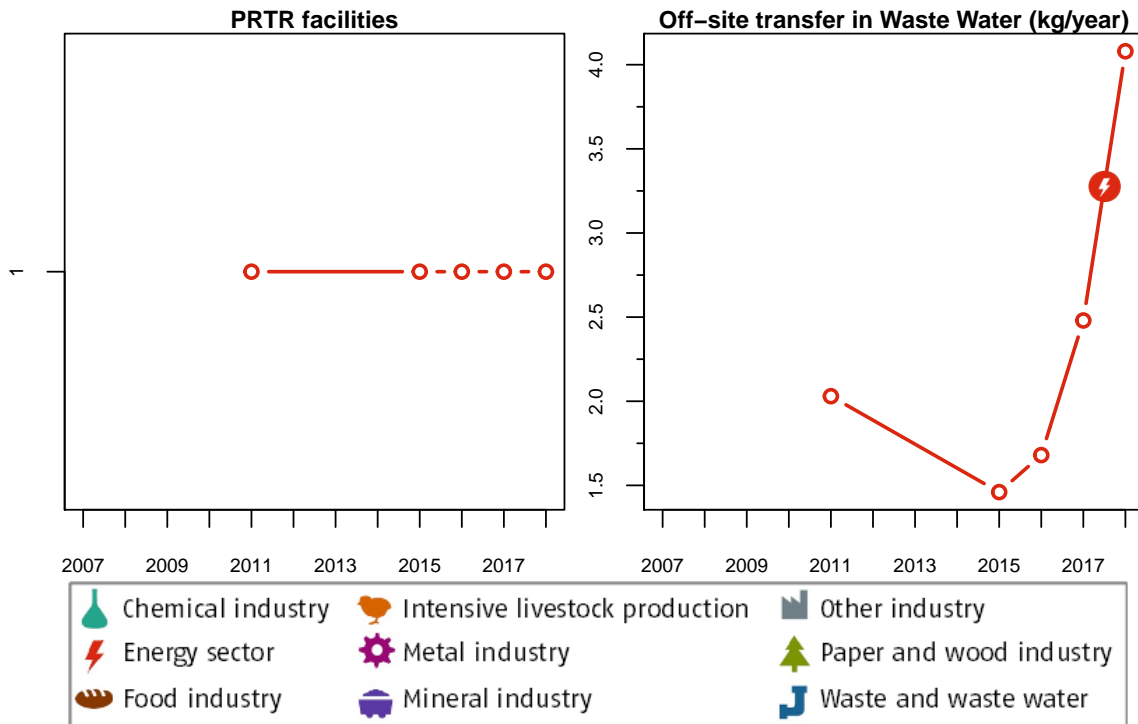 PRTR facilities
Off−site transfer in Waste Water (kg/year)
1
4.0
3.5
3.0
2.5
2.0
1.5
2007 2009 2011 2013 2015 2017
2007 2009 2011 2013 2015 2017
Chemical industry Intensive livestock production Other industry
Energy sector Metal industry Paper and wood industry
Food industry Mineral industry Waste and waste water